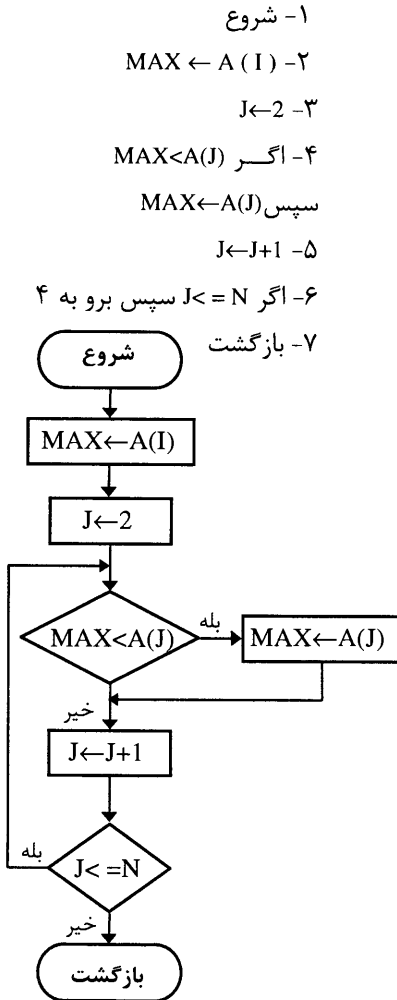 ۱- شروع
۲- MAX ← A ( I )
۳- J←2
۴- اگـــر MAX<A(J)
سپس MAX←A(J)
۵- J←J+1
۶- اگر J< = N سپس برو به ۴
۷- بازگشت
شروع
MAX←A(I)
J←2
MAX<A(J)
بله
MAX←A(J)
خیر
J←J+1
بله
J< =N
خیر
بازگشت